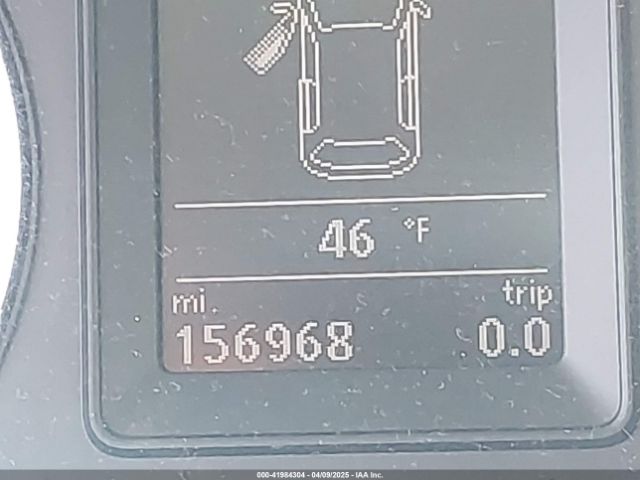 46 °F
mi. trip
156968 0.0
000-41984304 - 04/09/2025 - IAA Inc.